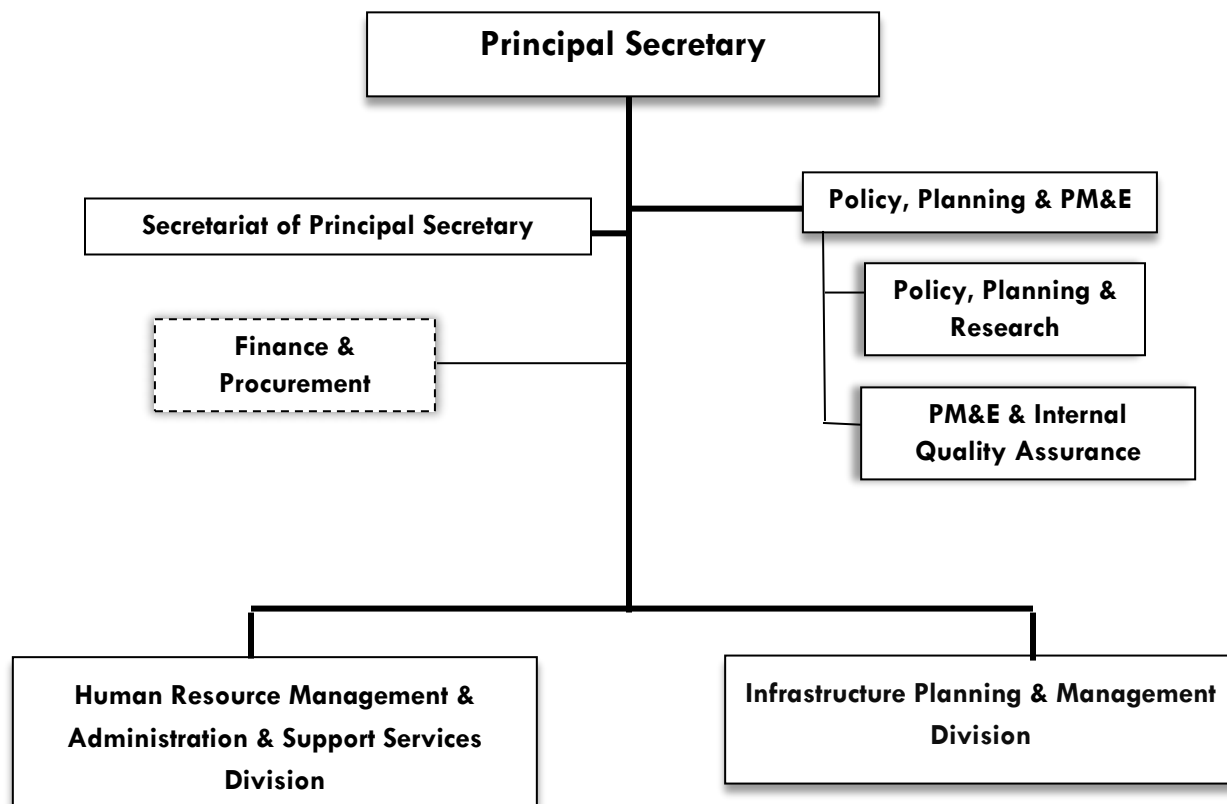 Principal Secretary
Secretariat of Principal Secretary
Policy, Planning & PM&E
Finance &
Procurement
Policy, Planning &
Research
PM&E & Internal
Quality Assurance
Human Resource Management &
Administration & Support Services
Division
Infrastructure Planning & Management
Division